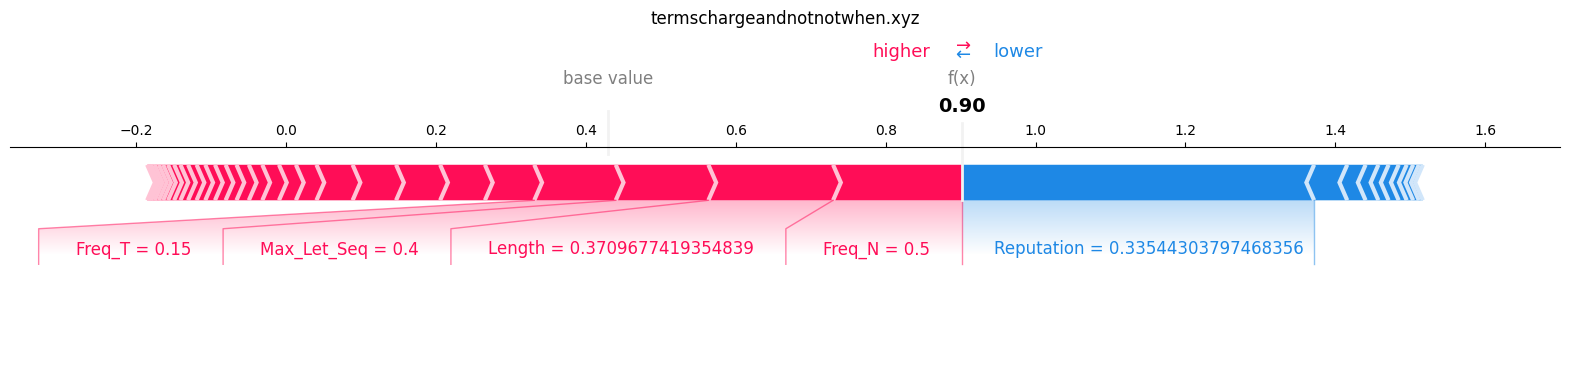 termschargeandnotnotwhen.xyz
higher → ← lower
base value f(x)
0.90
−0.2 0.0 0.2 0.4 0.6 0.8 1.0 1.2 1.4 1.6
Freq_T = 0.15 Max_Let_Seq = 0.4 Length = 0.3709677419354839 Freq_N = 0.5 Reputation = 0.33544303797468356